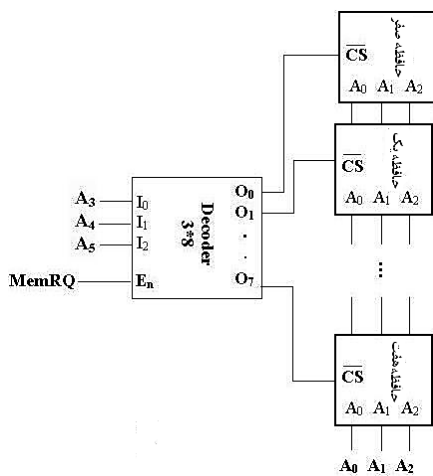 حافظه صفر
CS
A0 A1 A2
حافظه یک
CS
A0 A1 A2
A3 I0
A4 I1
A5 I2
MemRQ En
Decoder
3*8
O0
O1
.
.
O7
...
حافظه هفت
CS
A0 A1 A2
A0 A1 A2